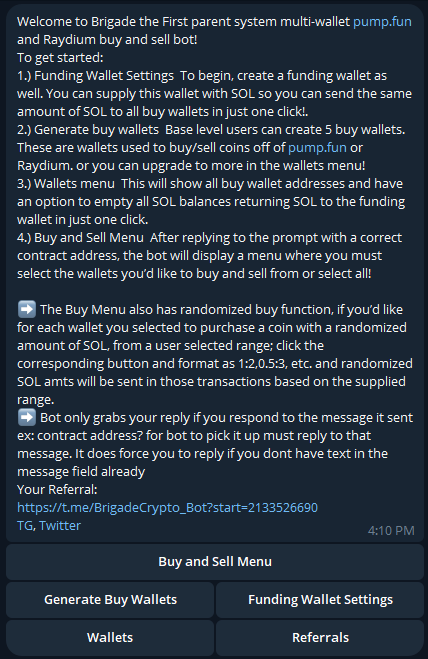 Welcome to Brigade the First parent system multi-wallet pump.fun
and Raydium buy and sell bot!
To get started:
1.) Funding Wallet Settings  To begin, create a funding wallet as
well. You can supply this wallet with SOL so you can send the same
amount of SOL to all buy wallets in just one click!.
2.) Generate buy wallets  Base level users can create 5 buy wallets.
These are wallets used to buy/sell coins off of pump.fun or
Raydium. or you can upgrade to more in the wallets menu!
3.) Wallets menu  This will show all buy wallet addresses and have
an option to empty all SOL balances returning SOL to the funding
wallet in just one click.
4.) Buy and Sell Menu  After replying to the prompt with a correct
contract address, the bot will display a menu where you must
select the wallets you’d like to buy and sell from or select all!
➡️ The Buy Menu also has randomized buy function, if you’d like
for each wallet you selected to purchase a coin with a randomized
amount of SOL, from a user selected range; click the
corresponding button and format as 1:2,0.5:3, etc. and randomized
SOL amts will be sent in those transactions based on the supplied
range.
➡️ Bot only grabs your reply if you respond to the message it sent
ex: contract address? for bot to pick it up must reply to that
message. It does force you to reply if you dont have text in the
message field already
Your Referral:
https://t.me/BrigadeCrypto_Bot?start=2133526690
TG, Twitter
4:10 PM
Buy and Sell Menu
Generate Buy Wallets
Funding Wallet Settings
Wallets
Referrals